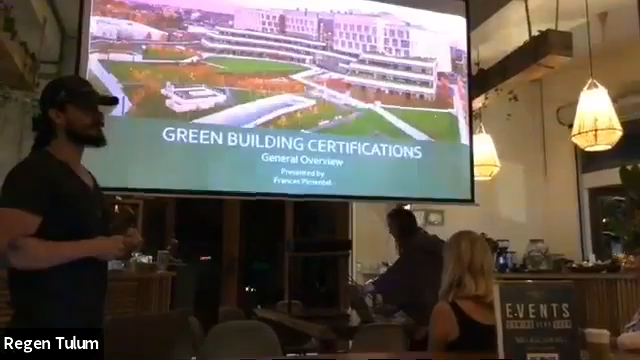 GREEN BUILDING CERTIFICATIONS
General Overview
Presented by
Frances Pimentel
EVENTS
Regen Tulum